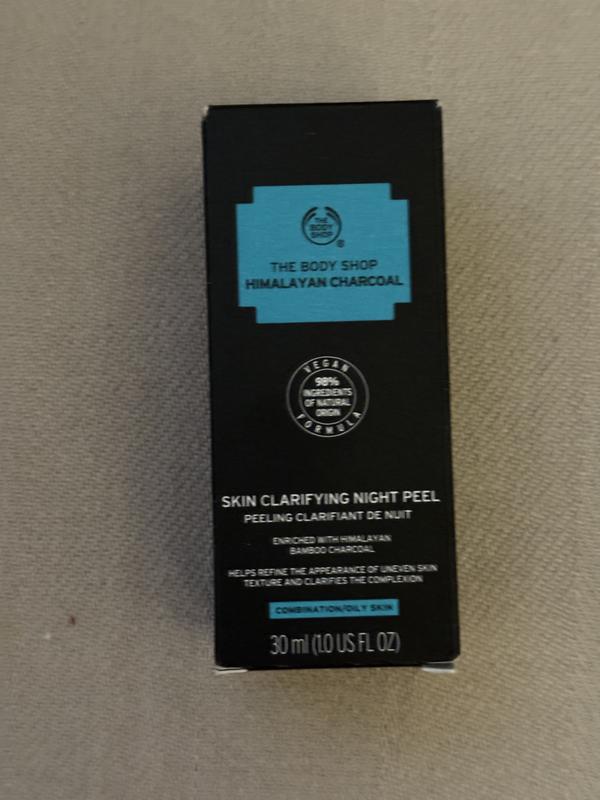 THE
BODY
SHOP
®
THE BODY SHOP
HIMALAYAN CHARCOAL
VEGAN
98%
INGREDIENTS
OF NATURAL
ORIGIN
FORMULA
SKIN CLARIFYING NIGHT PEEL
PEELING CLARIFIANT DE NUIT
ENRICHED WITH HIMALAYAN
BAMBOO CHARCOAL
HELPS REFINE THE APPEARANCE OF UNEVEN SKIN
TEXTURE AND CLARIFIES THE COMPLEXION
COMBINATION/OILY SKIN
30 ml (1.0 US FL OZ)